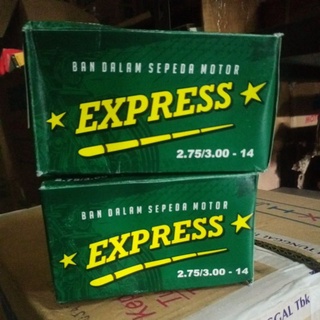 BAN DALAM SEPEDA MOTOR
EXPRESS
2.75/3.00 - 14
BAN DALAM SEPEDA MOTOR
EXPRESS
2.75/3.00 - 14
GAL Tbk